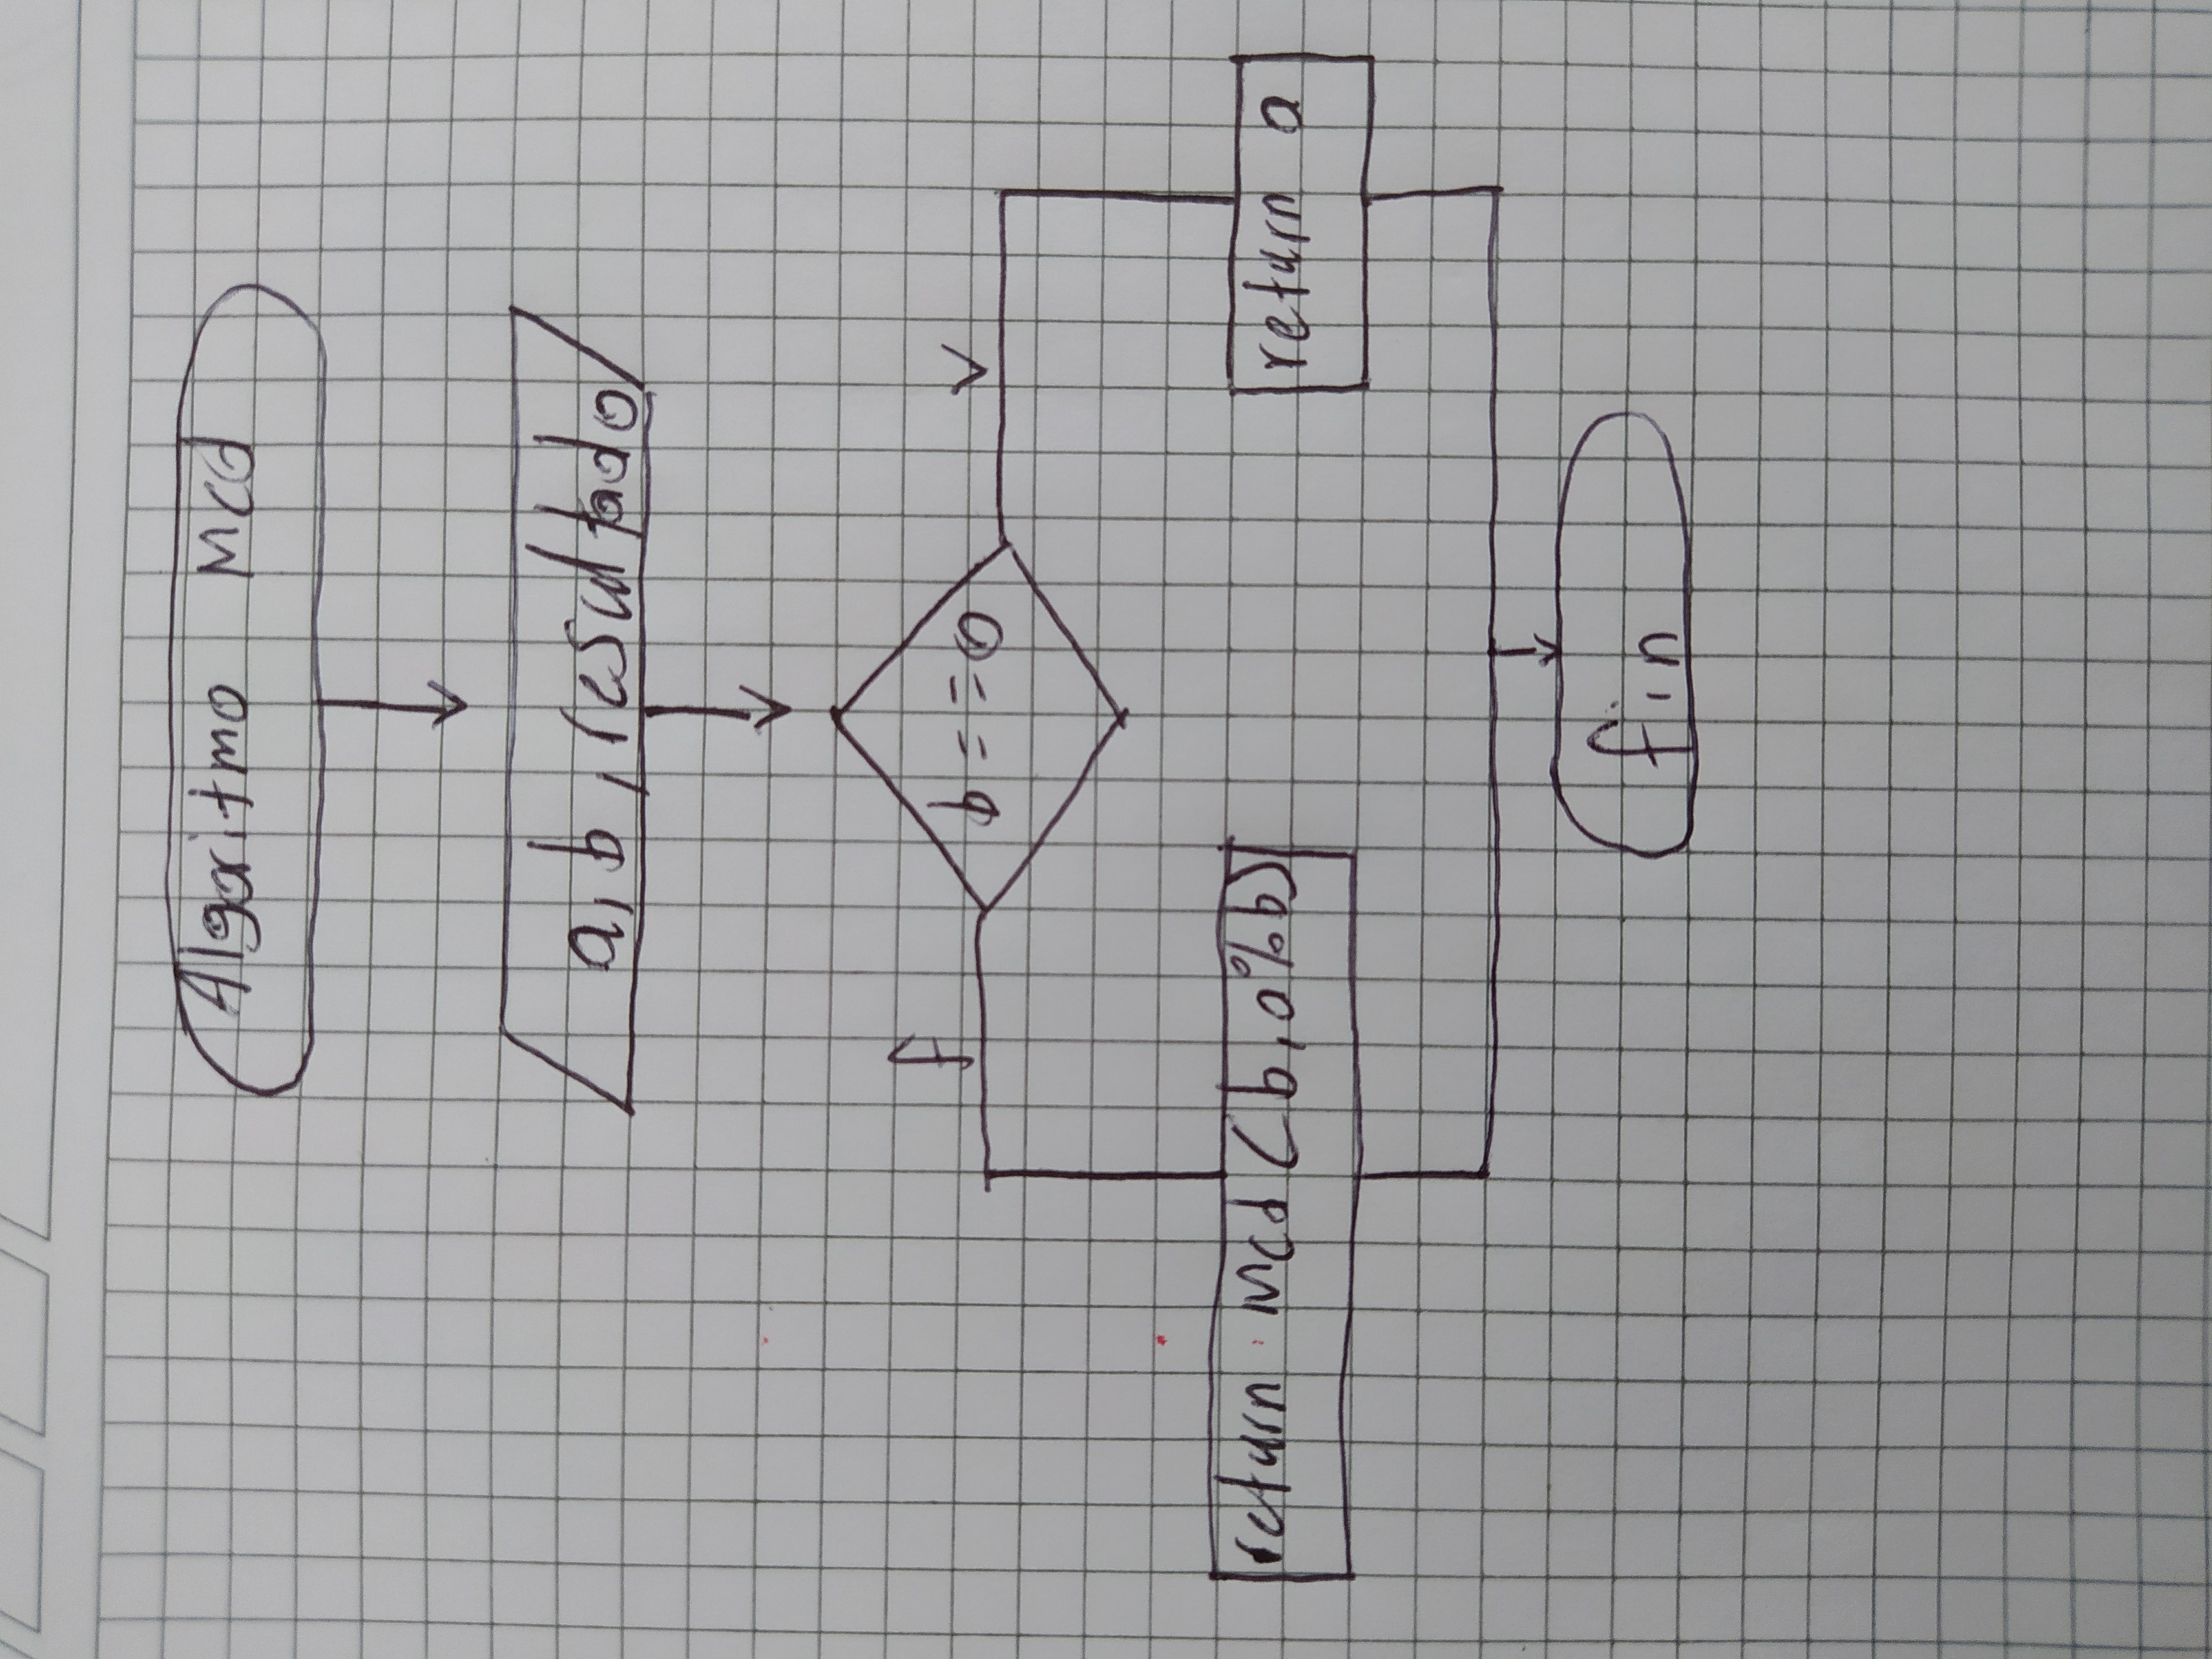 Algoritmo Mcd
a, b, resultado
b==0
f
v
return Mcd (b, a%b)
return a
fin